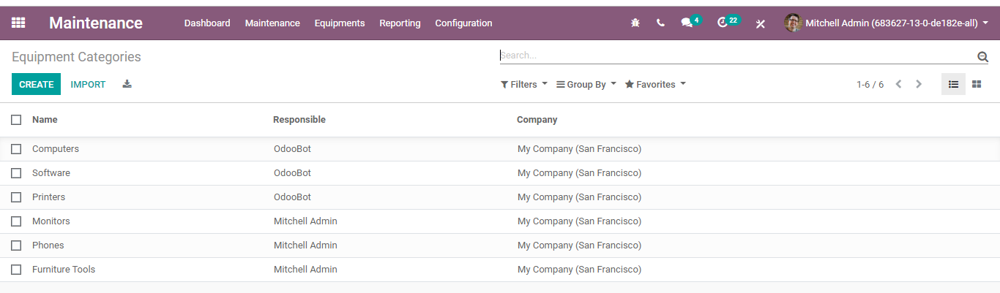 Maintenance Dashboard Maintenance Equipments Reporting Configuration 4 22 Mitchell Admin (683627-13-0-de182e-all)
Equipment Categories Search...
CREATE IMPORT Filters Group By Favorites 1-6 / 6
Name Responsible Company
Computers OdooBot My Company (San Francisco)
Software OdooBot My Company (San Francisco)
Printers OdooBot My Company (San Francisco)
Monitors Mitchell Admin My Company (San Francisco)
Phones Mitchell Admin My Company (San Francisco)
Furniture Tools Mitchell Admin My Company (San Francisco)